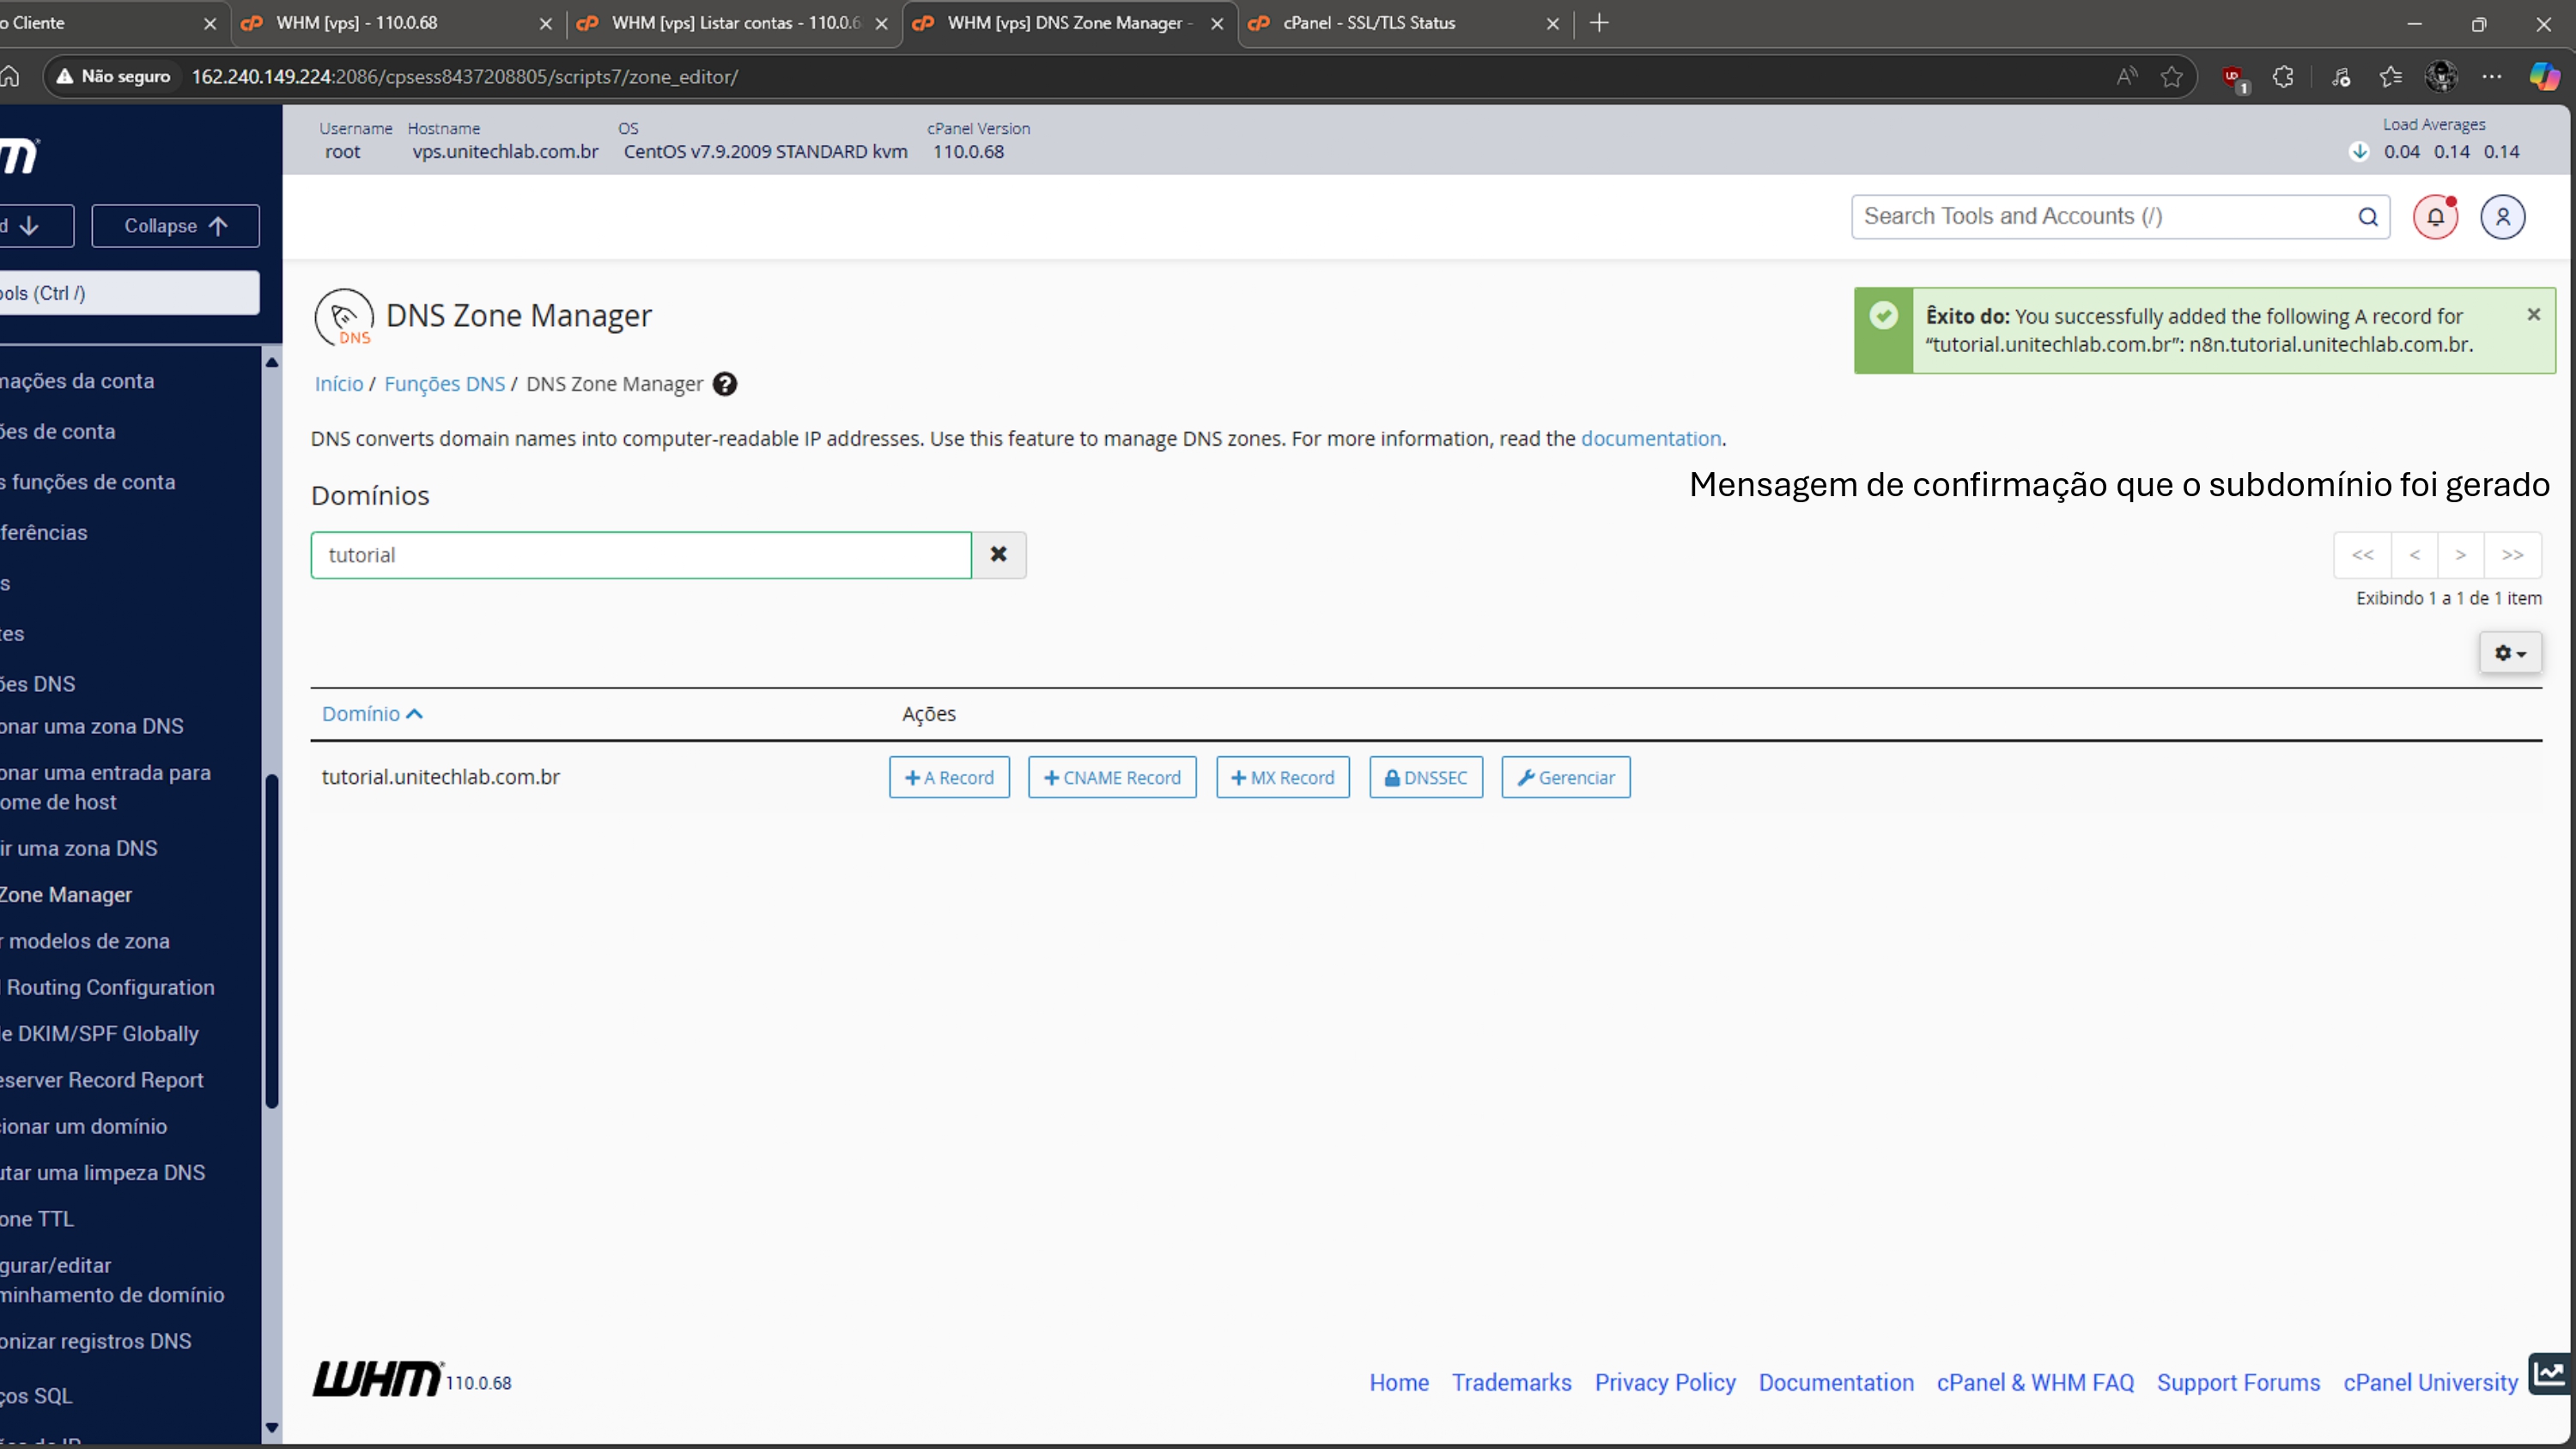 o Cliente
WHM [vps] - 110.0.68
WHM [vps] Listar contas - 110.0.6
WHM [vps] DNS Zone Manager -
cPanel - SSL/TLS Status
Não seguro
162.240.149.224:2086/cpsess8437208805/scripts7/zone_editor/
1
Username Hostname OS cPanel Version
root vps.unitechlab.com.br CentOS v7.9.2009 STANDARD kvm 110.0.68
Load Averages
0.04 0.14 0.14
d
Collapse
ools (Ctrl /)
Search Tools and Accounts (/)
DNS
DNS Zone Manager
Êxito do: You successfully added the following A record for
“tutorial.unitechlab.com.br”: n8n.tutorial.unitechlab.com.br.
Início / Funções DNS / DNS Zone Manager
DNS converts domain names into computer-readable IP addresses. Use this feature to manage DNS zones. For more information, read the documentation.
Mensagem de confirmação que o subdomínio foi gerado
Domínios
tutorial
<< < > >>
Exibindo 1 a 1 de 1 item
Domínio Ações
tutorial.unitechlab.com.br
A Record
CNAME Record
MX Record
DNSSEC
Gerenciar
mações da conta
ões de conta
s funções de conta
ferências
s
tes
ões DNS
onar uma zona DNS
onar uma entrada para
ome de host
ir uma zona DNS
Zone Manager
r modelos de zona
l Routing Configuration
le DKIM/SPF Globally
eserver Record Report
cionar um domínio
utar uma limpeza DNS
one TTL
gurar/editar
minhamento de domínio
onizar registros DNS
ços SQL
WHM 110.0.68
Home Trademarks Privacy Policy Documentation cPanel & WHM FAQ Support Forums cPanel University